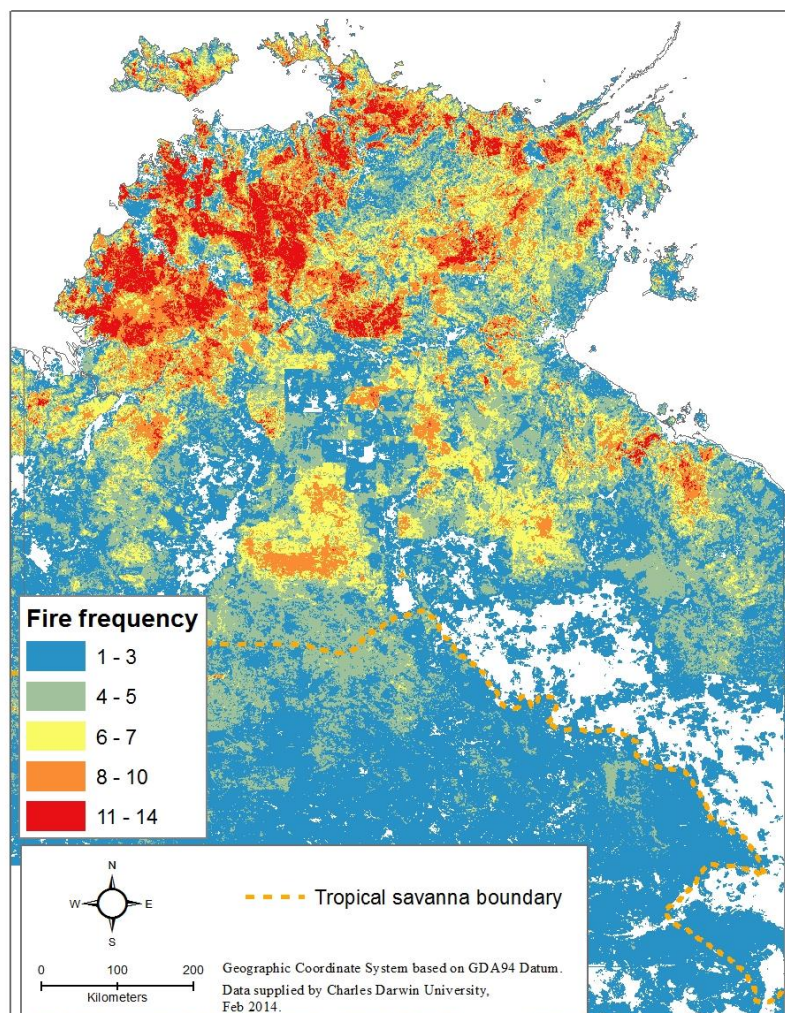 Fire frequency
1 - 3
4 - 5
6 - 7
8 - 10
11 - 14
N
W E
S
Tropical savanna boundary
0 100 200
Kilometers
Geographic Coordinate System based on GDA94 Datum.
Data supplied by Charles Darwin University,
Feb 2014.